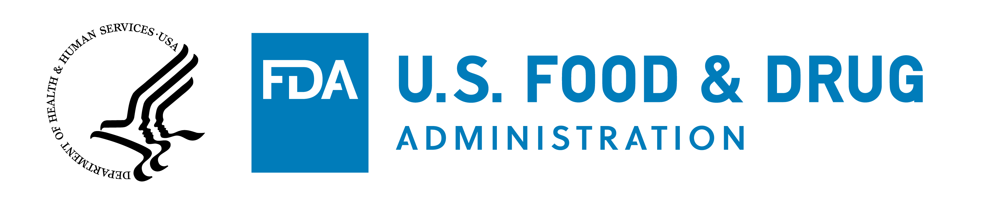 DEPARTMENT OF HEALTH & HUMAN SERVICES·USA
FDA
U.S. FOOD & DRUG
ADMINISTRATION